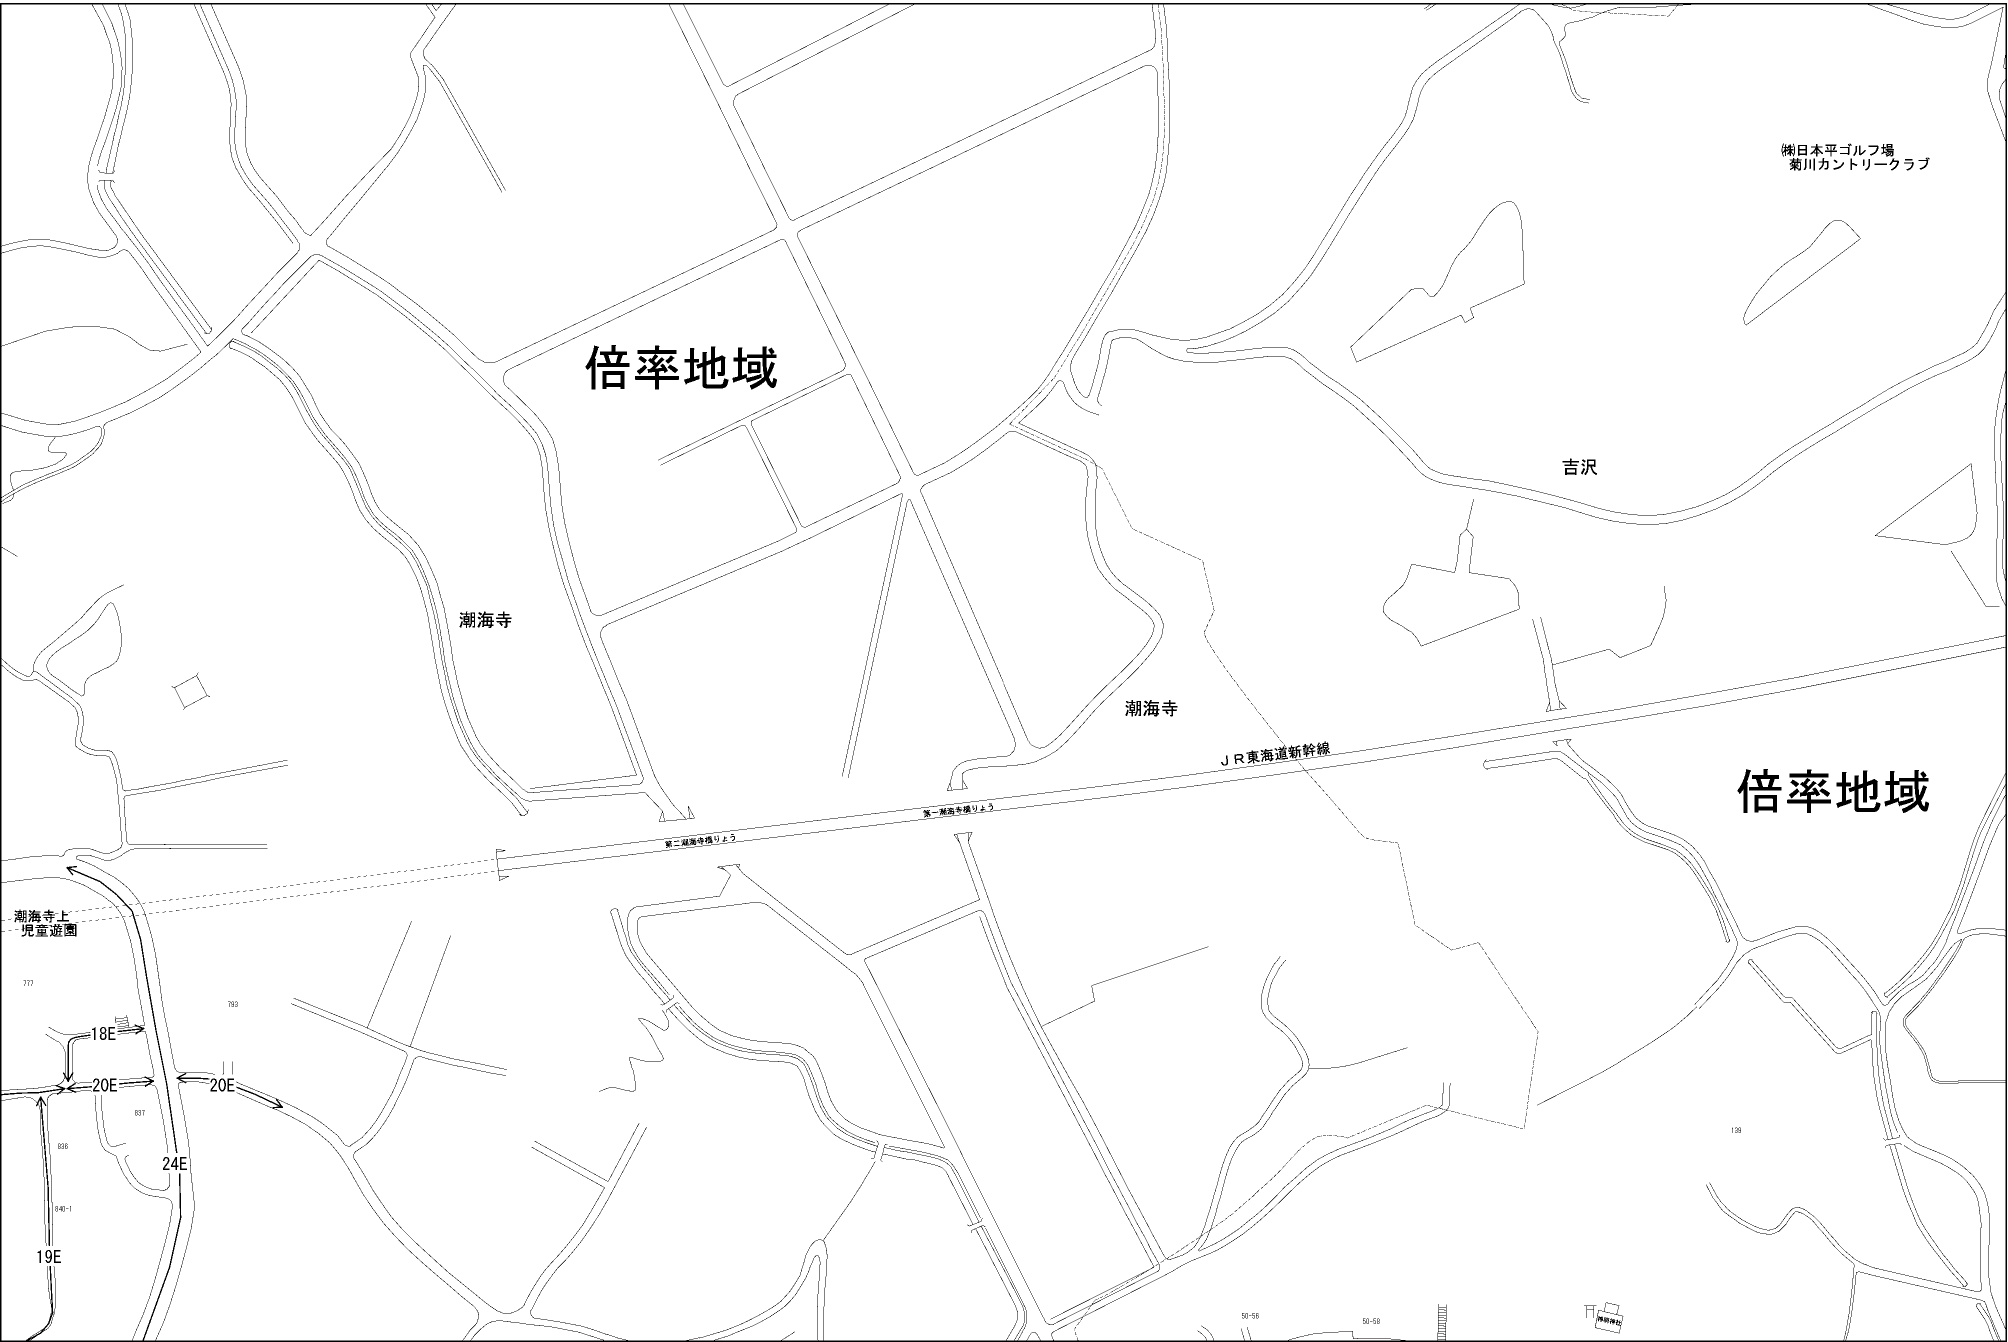 ㈱日本平ゴルフ場
菊川カントリークラブ
倍率地域
吉沢
潮海寺
潮海寺
ＪＲ東海道新幹線
倍率地域
第一潮海寺橋りょう
第二潮海寺橋りょう
潮海寺上
児童遊園
777
793
18E
20E
20E
837
836
139
24E
840-1
19E
50-56
50-58